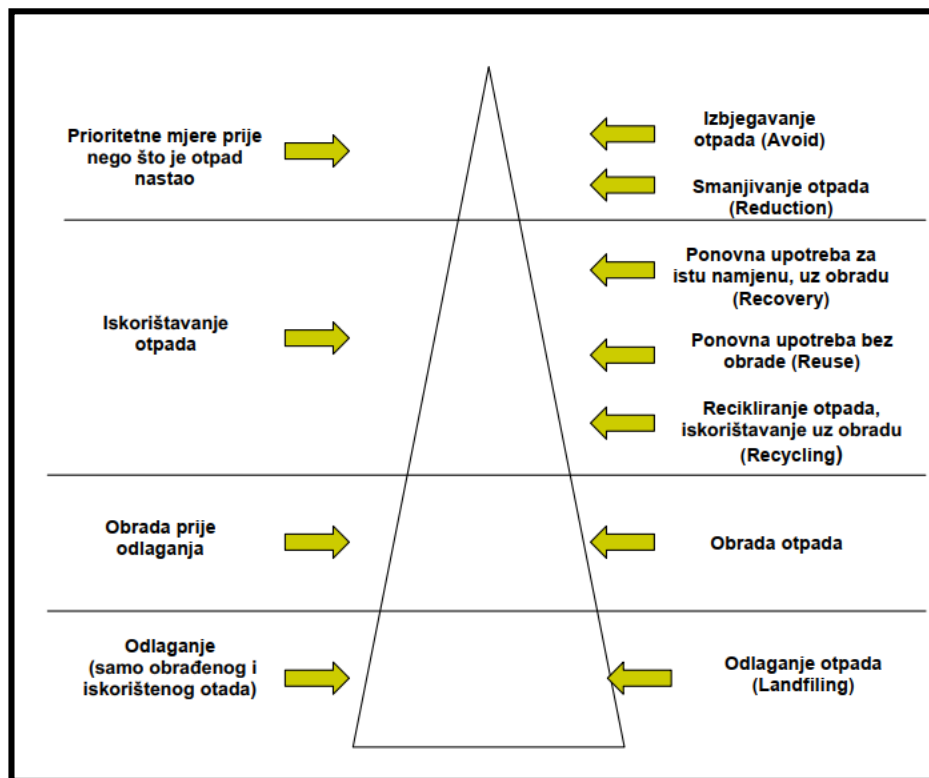 Prioritetne mjere prije
nego što je otpad
nastao
Izbjegavanje
otpada (Avoid)
Smanjivanje otpada
(Reduction)
Iskorištavanje
otpada
Ponovna upotreba za
istu namjenu, uz obradu
(Recovery)
Ponovna upotreba bez
obrade (Reuse)
Recikliranje otpada,
iskorištavanje uz obradu
(Recycling)
Obrada prije
odlaganja
Obrada otpada
Odlaganje
(samo obrađenog i
iskorištenog otada)
Odlaganje otpada
(Landfiling)